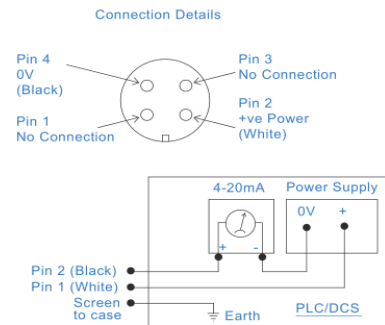 Connection Details
Pin 4
0V
(Black)
Pin 3
No Connection
Pin 1
No Connection
Pin 2
+ve Power
(White)
4-20mA
Power Supply
0V
+
+
-
Pin 2 (Black)
Pin 1 (White)
Screen
to case
Earth
PLC/DCS